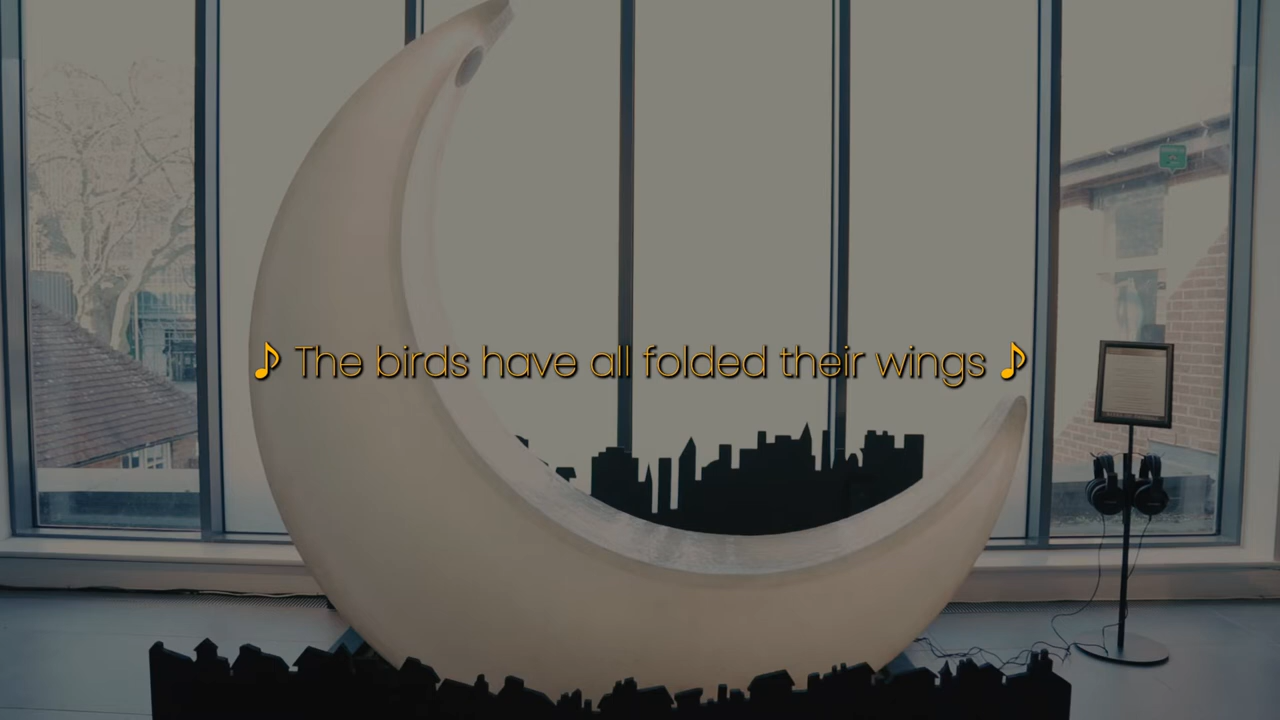 ♪ The birds have all folded their wings ♪